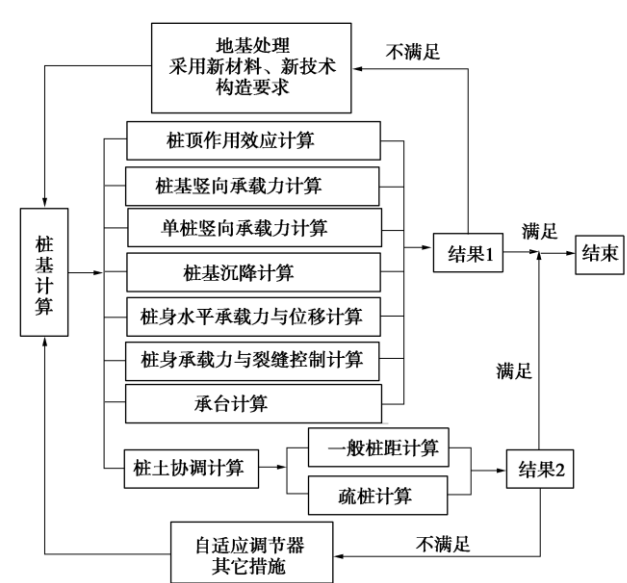 地基处理
采用新材料、新技术
构造要求
不满足
桩顶作用效应计算
桩基竖向承载力计算
单桩竖向承载力计算
桩基沉降计算
桩身水平承载力与位移计算
桩身承载力与裂缝控制计算
承台计算
桩基计算
结果1
满足
结束
满足
桩土协调计算
一般桩距计算
疏桩计算
结果2
不满足
自适应调节器
其它措施